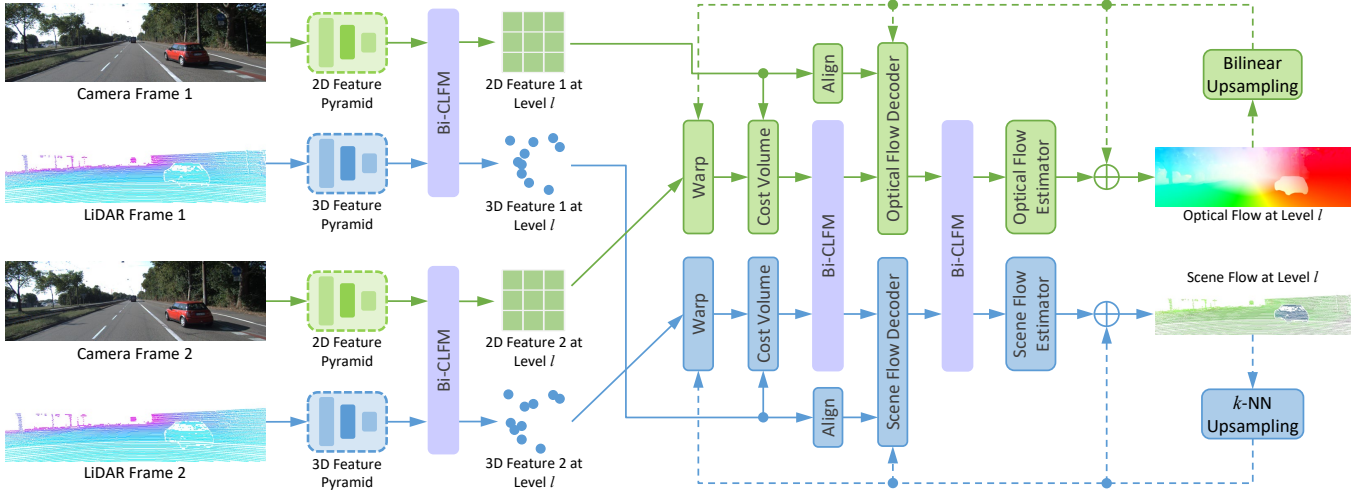 Camera Frame 1
2D Feature
Pyramid
Bi-CLFM
2D Feature 1 at
Level l
LiDAR Frame 1
3D Feature
Pyramid
3D Feature 1 at
Level l
Camera Frame 2
2D Feature
Pyramid
Bi-CLFM
2D Feature 2 at
Level l
LiDAR Frame 2
3D Feature
Pyramid
3D Feature 2 at
Level l
Warp
Cost Volume
Align
Bi-CLFM
Optical Flow Decoder
Bi-CLFM
Optical Flow
Estimator
Bilinear
Upsampling
Optical Flow at Level l
Warp
Cost Volume
Align
Scene Flow Decoder
Scene Flow
Estimator
Scene Flow at Level l
k-NN
Upsampling